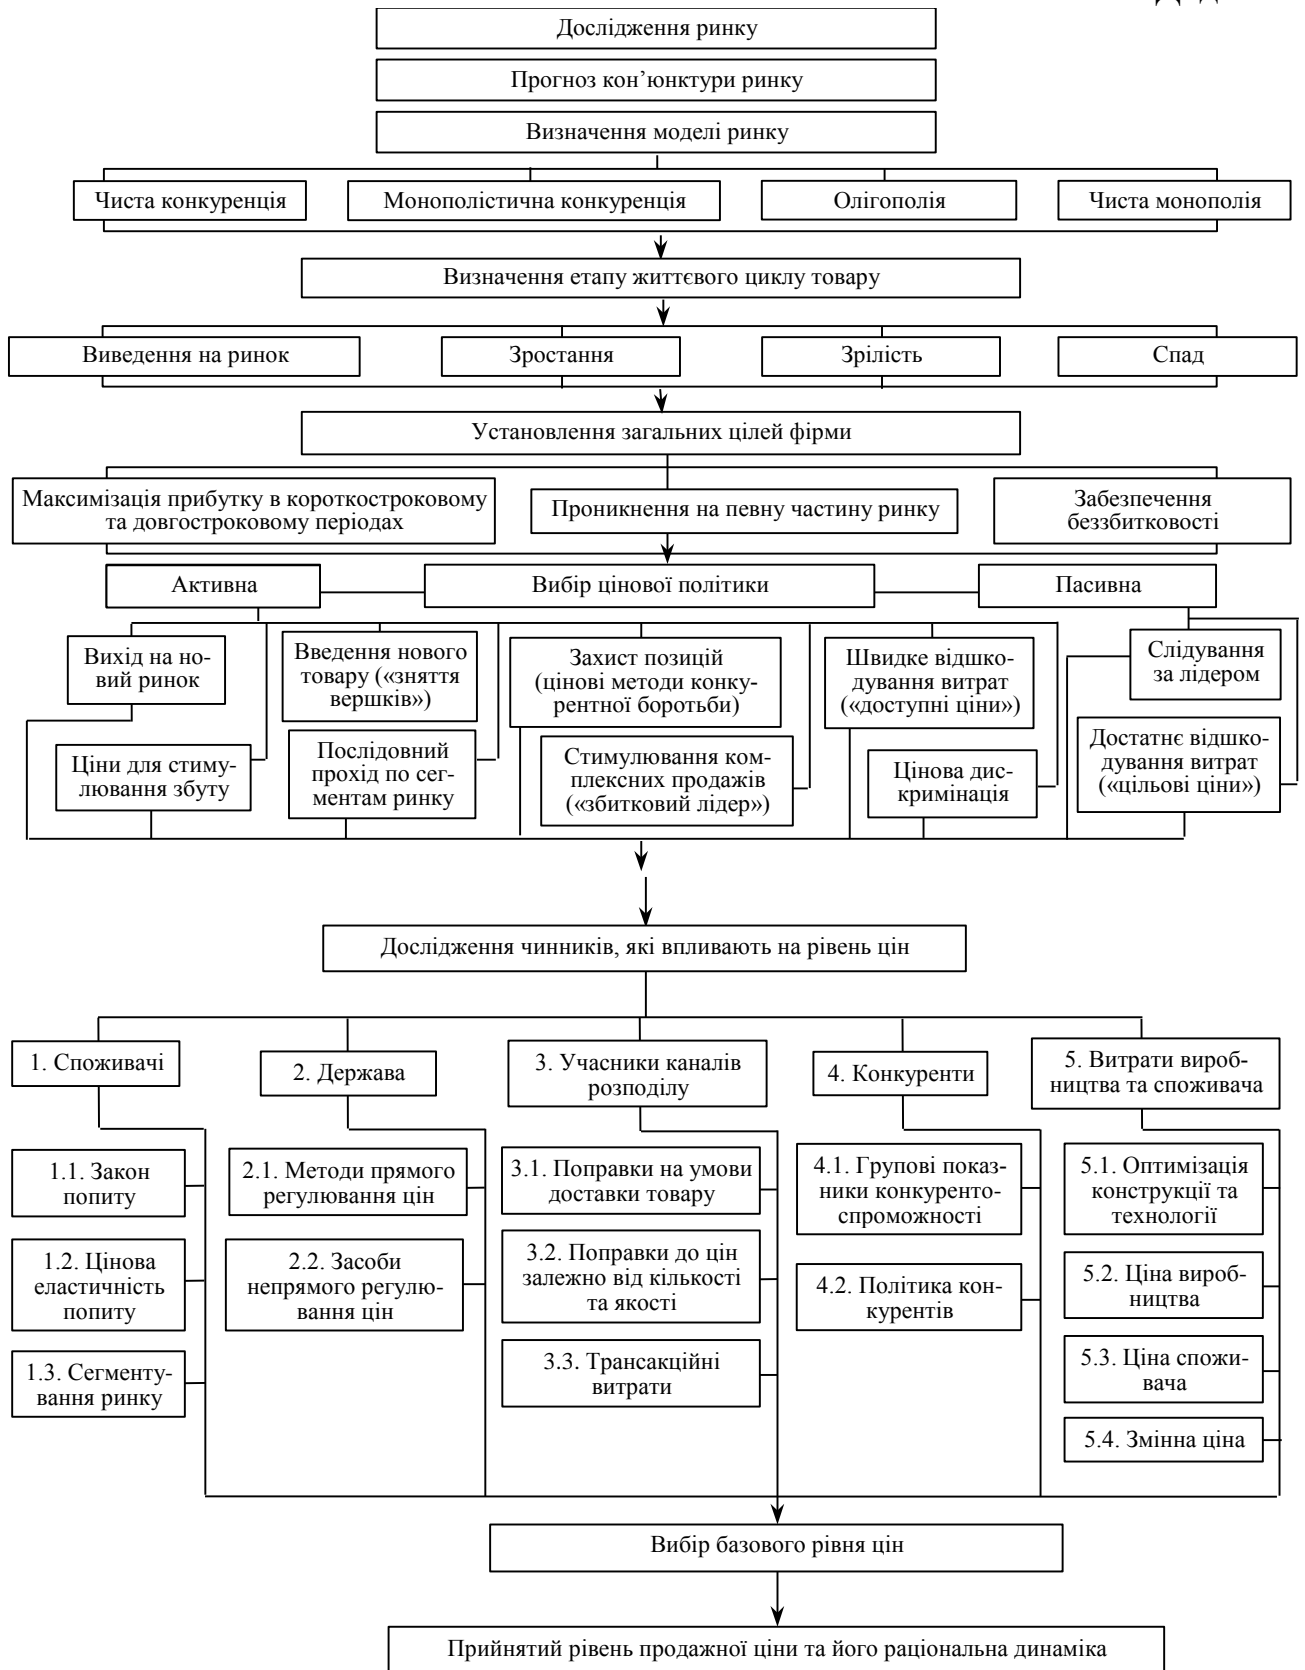 Дослідження ринку
Прогноз кон’юнктури ринку
Визначення моделі ринку
Чиста конкуренція
Монополістична конкуренція
Олігополія
Чиста монополія
Визначення етапу життєвого циклу товару
Виведення на ринок
Зростання
Зрілість
Спад
Установлення загальних цілей фірми
Максимізація прибутку в короткостроковому
та довгостроковому періодах
Проникнення на певну частину ринку
Забезпечення
беззбитковості
Активна
Вибір цінової політики
Пасивна
Вихід на но-
вий ринок
Введення нового
товару («зняття
вершків»)
Захист позицій
(цінові методи конку-
рентної боротьби)
Швидке відшко-
дування витрат
(«доступні ціни»)
Слідування
за лідером
Ціни для стиму-
лювання збуту
Послідовний
прохід по сег-
ментам ринку
Стимулювання ком-
плексних продажів
(«збитковий лідер»)
Цінова дис-
кримінація
Достатнє відшко-
дування витрат
(«цільові ціни»)
Дослідження чинників, які впливають на рівень цін
1. Споживачі
2. Держава
3. Учасники каналів
розподілу
4. Конкуренти
5. Витрати вироб-
ництва та споживача
1.1. Закон
попиту
2.1. Методи прямого
регулювання цін
3.1. Поправки на умови
доставки товару
4.1. Групові показ-
ники конкуренто-
спроможності
5.1. Оптимізація
конструкції та
технології
1.2. Цінова
еластичність
попиту
2.2. Засоби
непрямого регулю-
вання цін
3.2. Поправки до цін
залежно від кількості
та якості
4.2. Політика кон-
курентів
5.2. Ціна вироб-
ництва
1.3. Сегменту-
вання ринку
3.3. Трансакційні
витрати
5.3. Ціна спожи-
вача
5.4. Змінна ціна
Вибір базового рівня цін
Прийнятий рівень продажної ціни та його раціональна динаміка